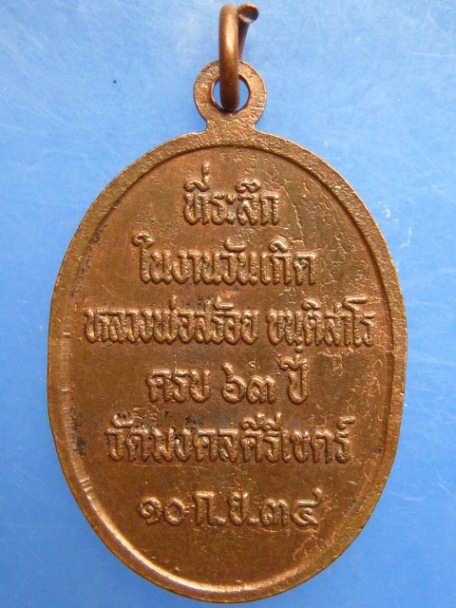 ที่ระลึก
ในงานวันเกิด
หลวงพ่อสร้อย ขนฺติสาโร
ครบ ๖๓ ปี
วัดมงคลคีรีเขตร์
๑๐ ก.ย.๓๔